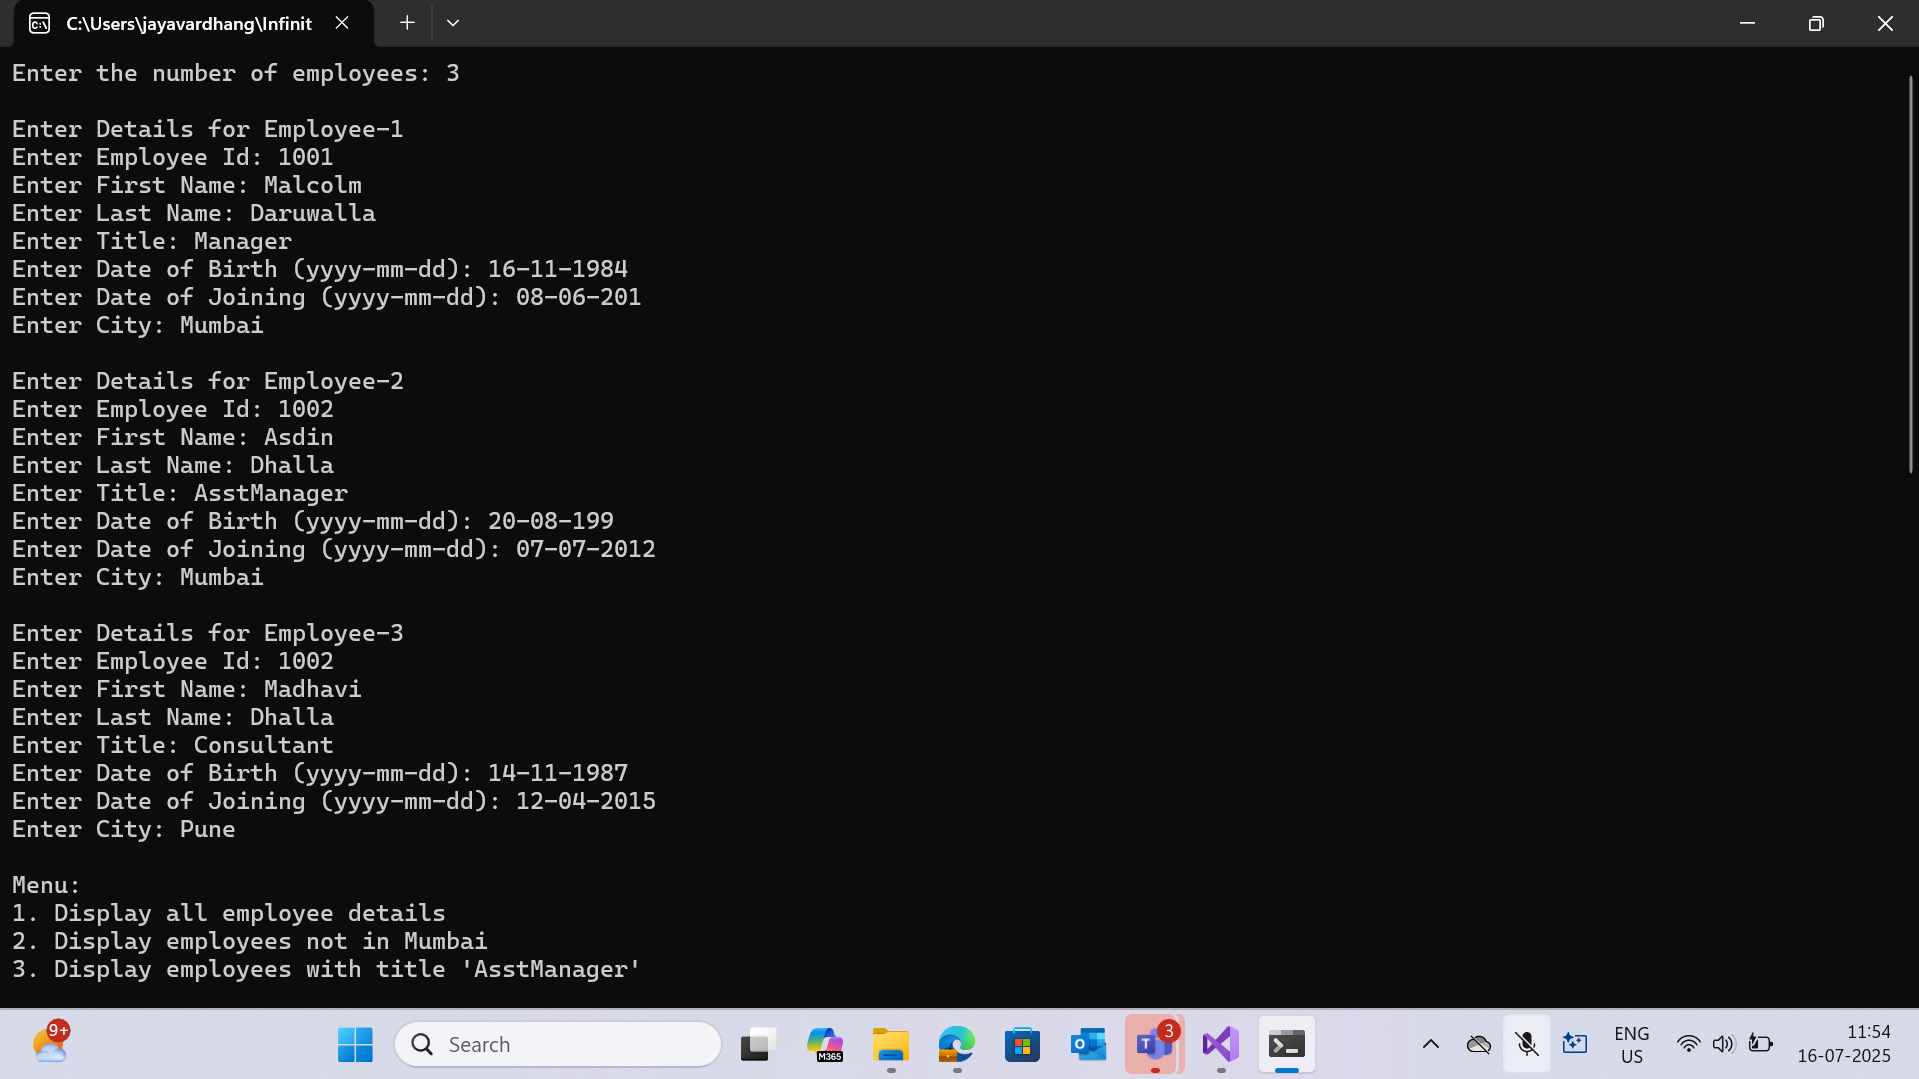 C:\Users\jayavardhang\Infinit
Enter the number of employees: 3
Enter Details for Employee-1
Enter Employee Id: 1001
Enter First Name: Malcolm
Enter Last Name: Daruwalla
Enter Title: Manager
Enter Date of Birth (yyyy-mm-dd): 16-11-1984
Enter Date of Joining (yyyy-mm-dd): 08-06-201
Enter City: Mumbai
Enter Details for Employee-2
Enter Employee Id: 1002
Enter First Name: Asdin
Enter Last Name: Dhalla
Enter Title: AsstManager
Enter Date of Birth (yyyy-mm-dd): 20-08-199
Enter Date of Joining (yyyy-mm-dd): 07-07-2012
Enter City: Mumbai
Enter Details for Employee-3
Enter Employee Id: 1002
Enter First Name: Madhavi
Enter Last Name: Dhalla
Enter Title: Consultant
Enter Date of Birth (yyyy-mm-dd): 14-11-1987
Enter Date of Joining (yyyy-mm-dd): 12-04-2015
Enter City: Pune
Menu:
1. Display all employee details
2. Display employees not in Mumbai
3. Display employees with title 'AsstManager'
9+
Search
M365
3
ENG
US
11:54
16-07-2025